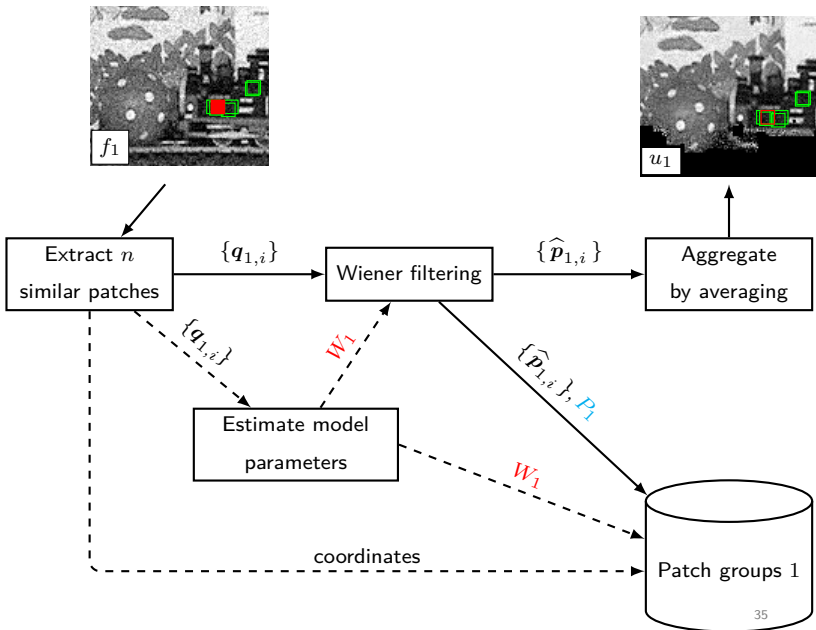 f₁
u₁
Extract n
similar patches
{q₁,ᵢ}
Wiener filtering
{p̂₁,ᵢ}
Aggregate
by averaging
{q₁,ᵢ}
W₁
{p̂₁,ᵢ}, P₁
Estimate model
parameters
W₁
coordinates
Patch groups 1
35